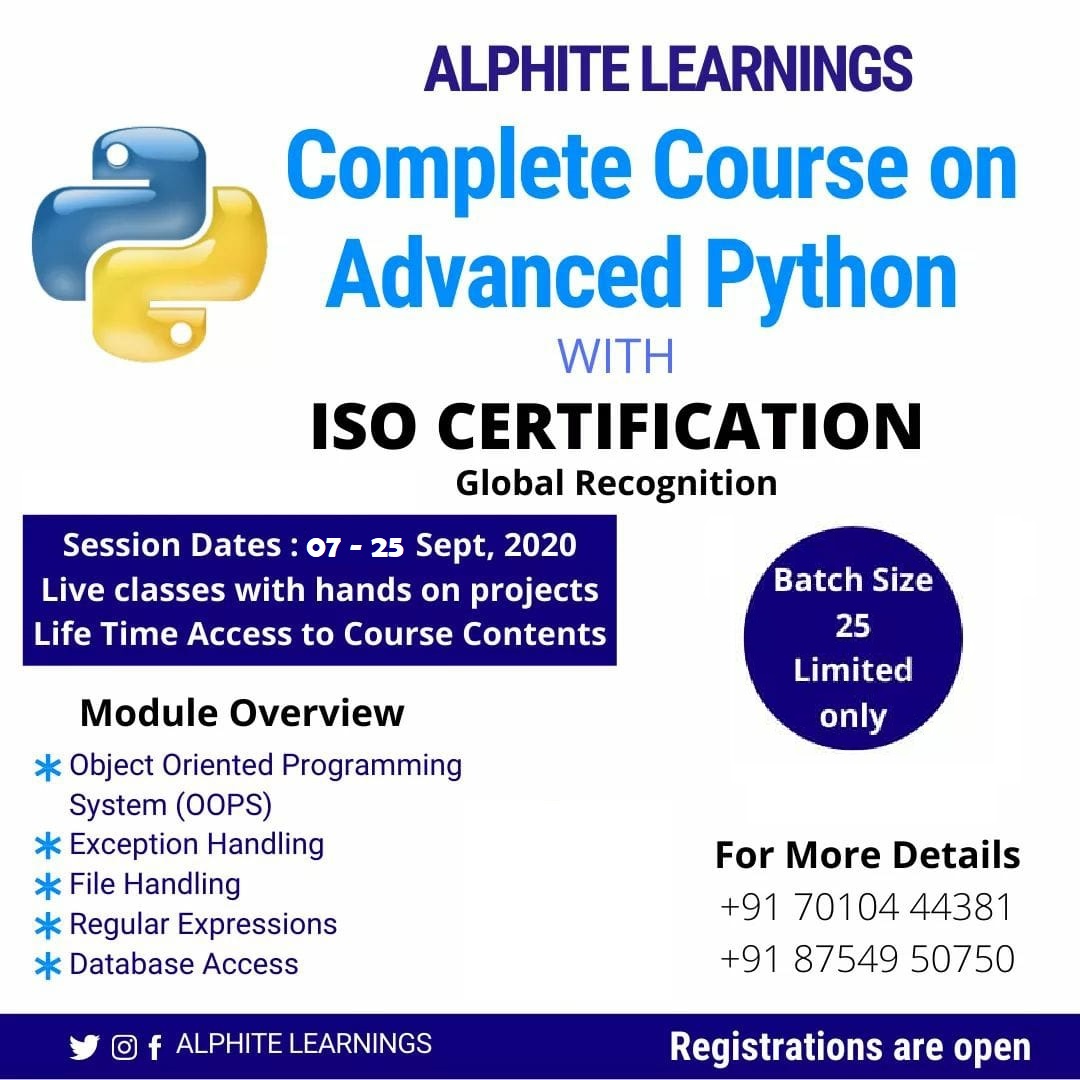 ALPHITE LEARNINGS
Complete Course on
Advanced Python
WITH
ISO CERTIFICATION
Global Recognition
Session Dates : 07 - 25 Sept, 2020
Live classes with hands on projects
Life Time Access to Course Contents
Batch Size
25
Limited
only
Module Overview
Object Oriented Programming
System (OOPS)
Exception Handling
File Handling
Regular Expressions
Database Access
For More Details
+91 70104 44381
+91 87549 50750
ALPHITE LEARNINGS
Registrations are open